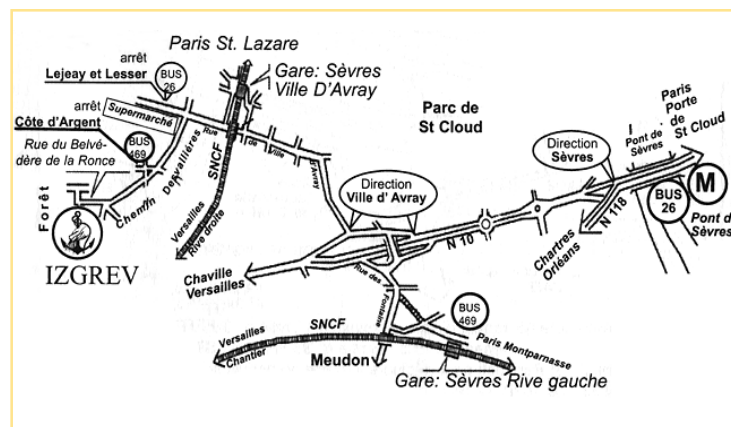 Paris St. Lazare
arrêt
Lejeay et Lesser
BUS
26
Gare: Sèvres
Ville D'Avray
arrêt
Supermarché
Côte d'Argent
BUS
469
Rue du Belvé-
dère de la Ronce
Forêt
Chemin Desvallières
IZGREV
SNCF
Versailles
Rive droite
Rue de Ville d'Avray
Parc de
St Cloud
Direction
Ville d' Avray
Direction
Sèvres
Pont de
Sèvres
Paris
Porte
de
St Cloud
M
BUS
26
Pont d
Sèvres
N 118
Chartres
Orléans
N 10
Chaville
Versailles
Rue des Fontaine
BUS
469
SNCF
Versailles
Chantier
Meudon
Paris Montparnasse
Gare: Sèvres Rive gauche